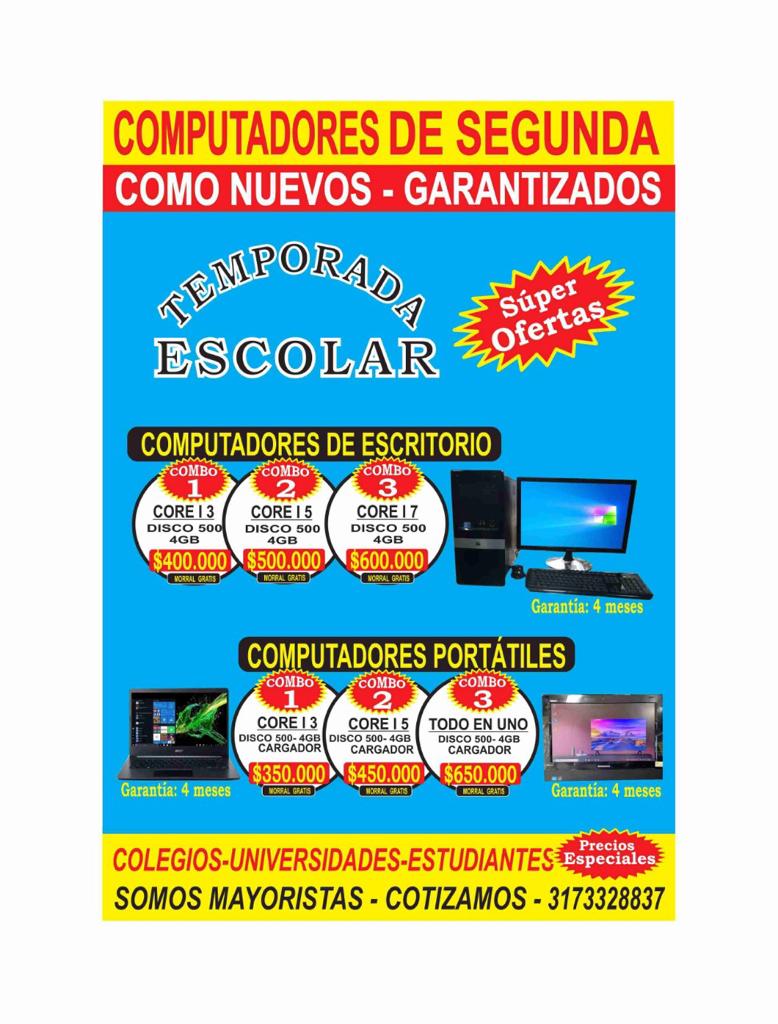 COMPUTADORES DE SEGUNDA
COMO NUEVOS - GARANTIZADOS
TEMPORADA
ESCOLAR
Súper
Ofertas
COMPUTADORES DE ESCRITORIO
COMBO
1
CORE I 3
DISCO 500
4GB
$400.000
MORRAL GRATIS
COMBO
2
CORE I 5
DISCO 500
4GB
$500.000
MORRAL GRATIS
COMBO
3
CORE I 7
DISCO 500
4GB
$600.000
MORRAL GRATIS
Garantía: 4 meses
COMPUTADORES PORTÁTILES
COMBO
1
CORE I 3
DISCO 500- 4GB
CARGADOR
$350.000
MORRAL GRATIS
COMBO
2
CORE I 5
DISCO 500- 4GB
CARGADOR
$450.000
MORRAL GRATIS
COMBO
3
TODO EN UNO
DISCO 500- 4GB
CARGADOR
$650.000
MORRAL GRATIS
Garantía: 4 meses
Garantía: 4 meses
COLEGIOS-UNIVERSIDADES-ESTUDIANTES
Precios
Especiales
SOMOS MAYORISTAS - COTIZAMOS - 3173328837